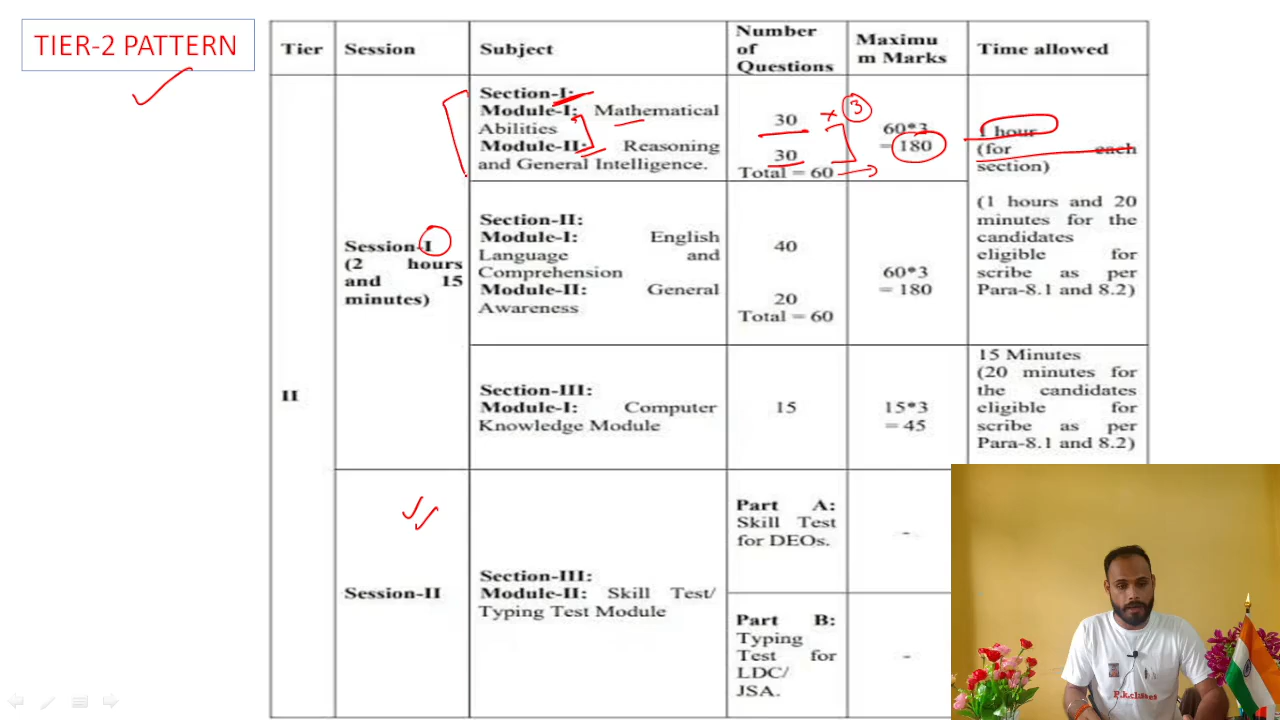 TIER-2 PATTERN
Tier
Session
Subject
Number
of
Questions
Maximu
m Marks
Time allowed
II
Session-I
(2 hours
and 15
minutes)
Section-I:
Module-I: Mathematical
Abilities
Module-II: Reasoning
and General Intelligence.
30
30
Total = 60
× 3
60*3
= 180
1 hour
(for each
section)
(1 hours and 20
minutes for the
candidates
eligible for
scribe as per
Para-8.1 and 8.2)
Section-II:
Module-I: English
Language and
Comprehension
Module-II: General
Awareness
40
20
Total = 60
60*3
= 180
Section-III:
Module-I: Computer
Knowledge Module
15
15*3
= 45
15 Minutes
(20 minutes for
the candidates
eligible for
scribe as per
Para-8.1 and 8.2)
Session-II
Section-III:
Module-II: Skill Test/
Typing Test Module
Part A:
Skill Test
for DEOs.
-
Part B:
Typing
Test for
LDC/
JSA.
-
P.K.classes